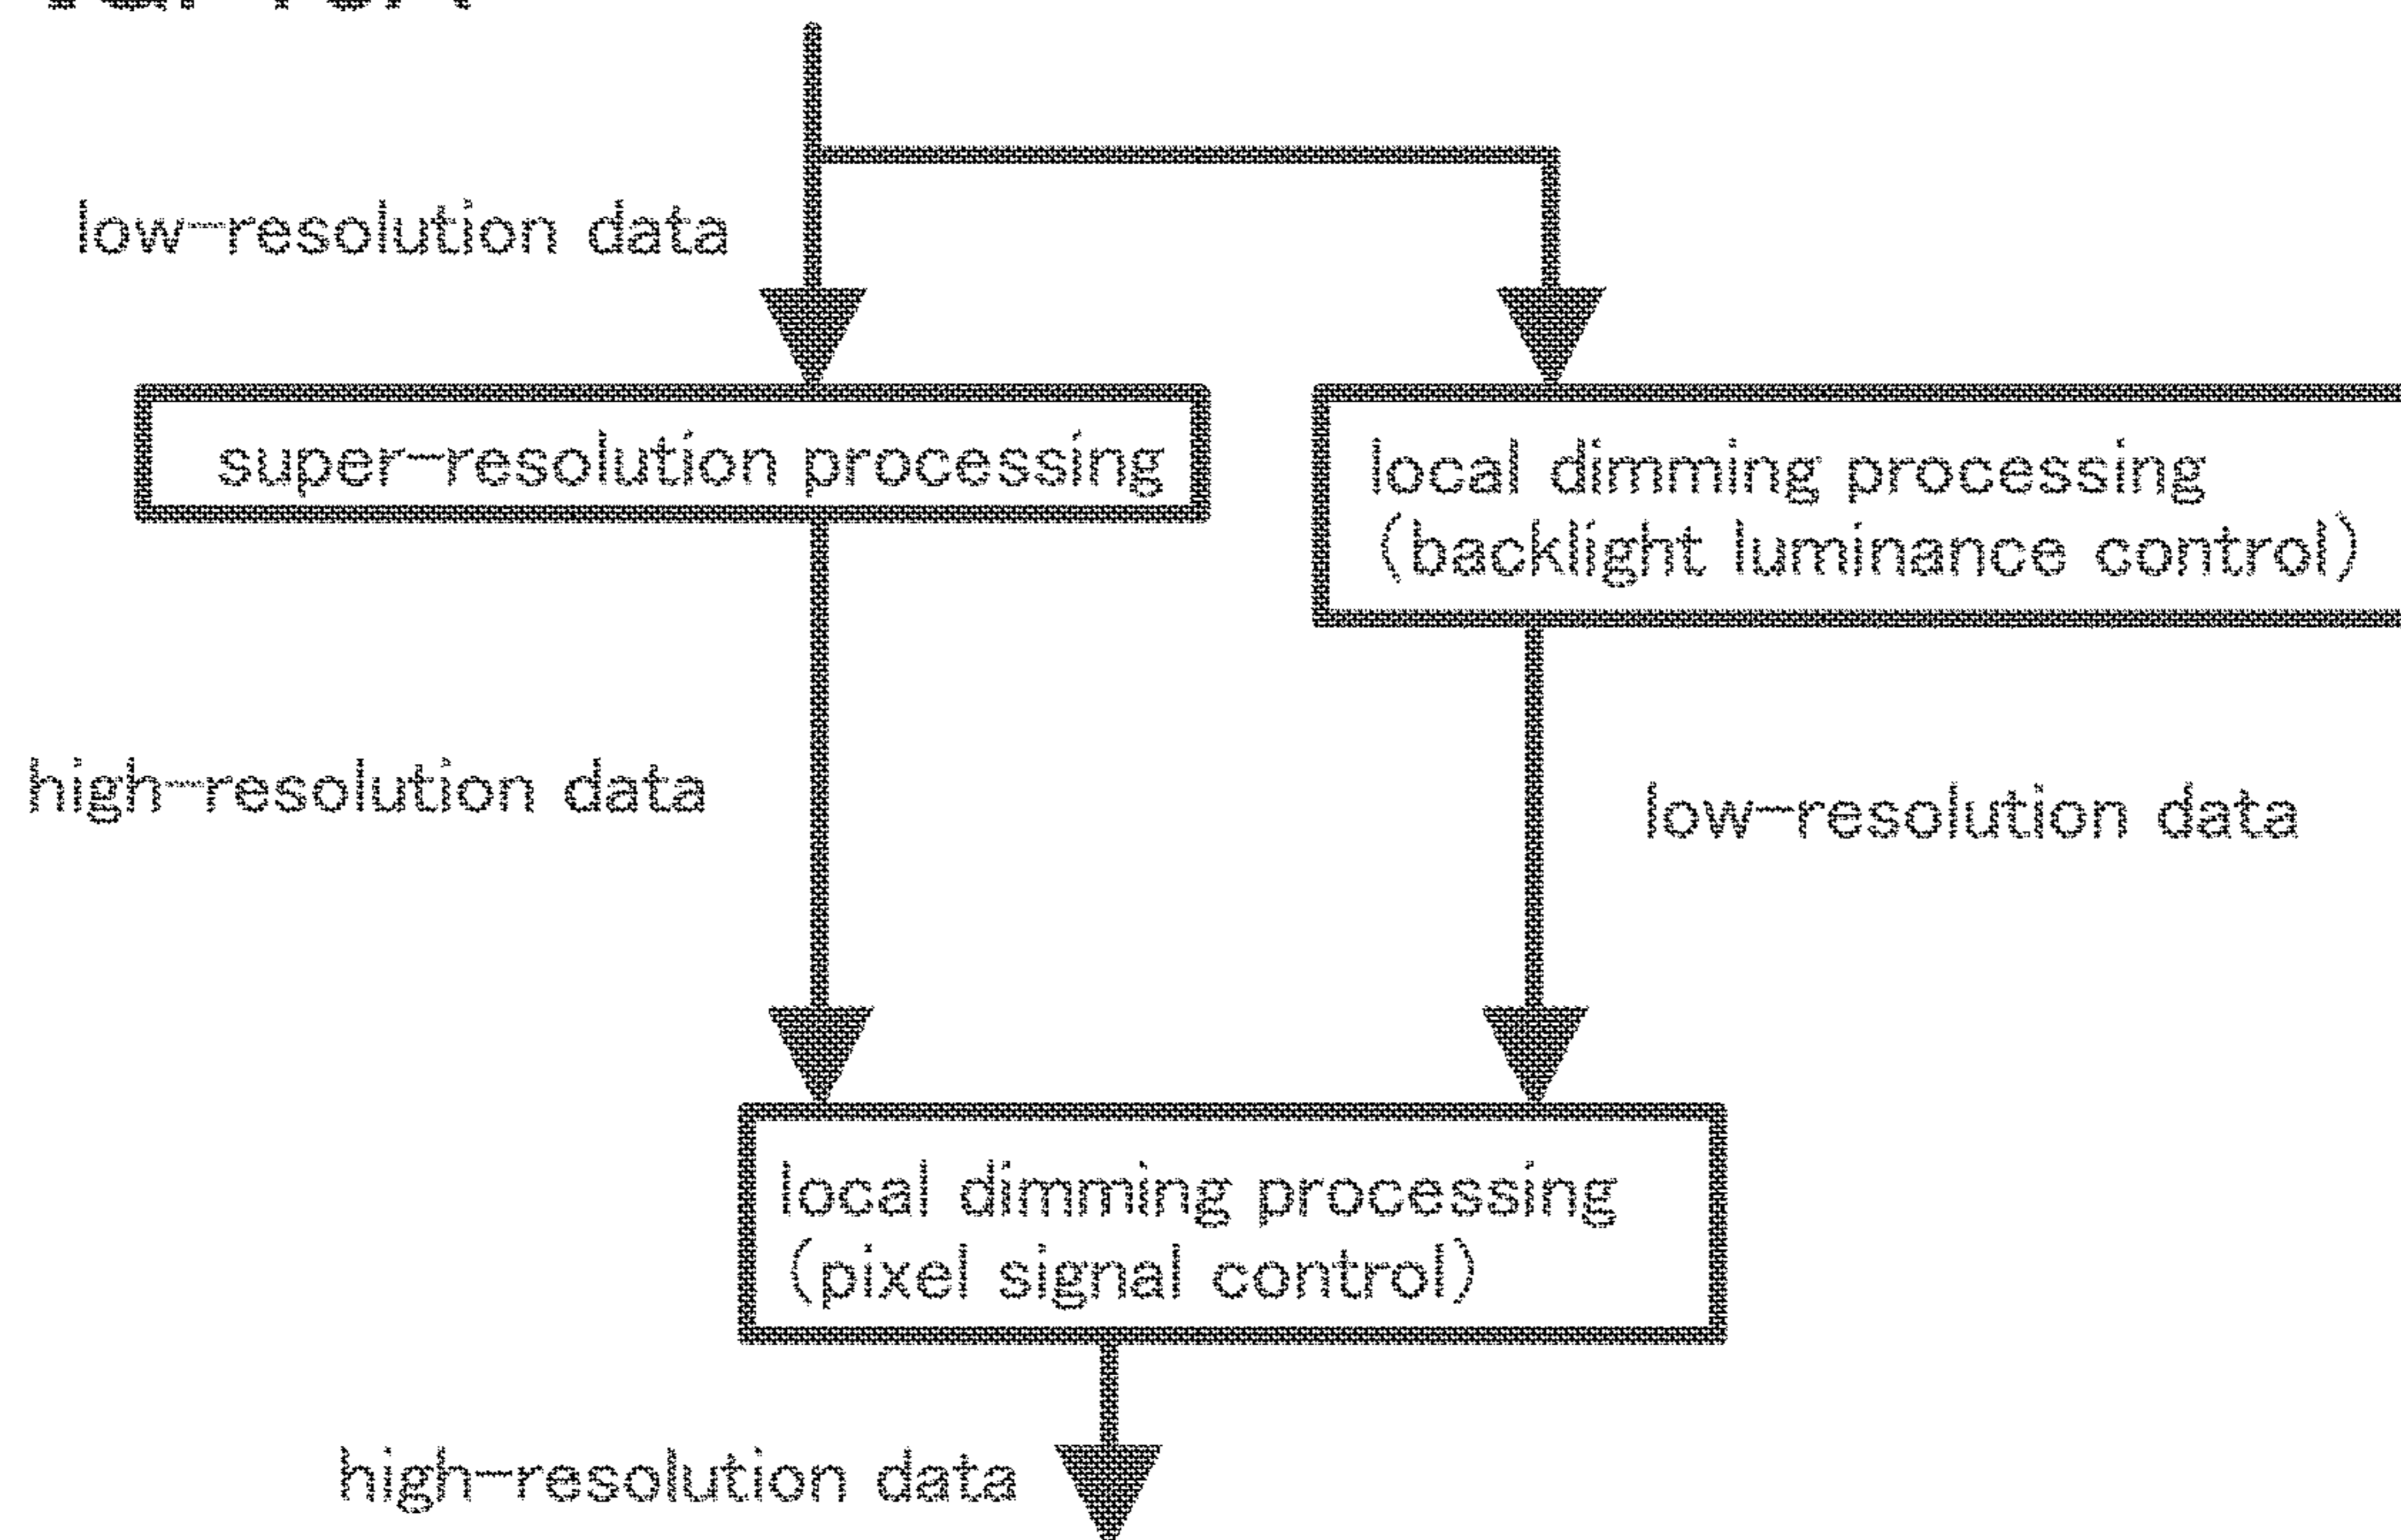 low-resolution data
super-resolution processing
local dimming processing
(backlight luminance control)
high-resolution data
low-resolution data
local dimming processing
(pixel signal control)
high-resolution data